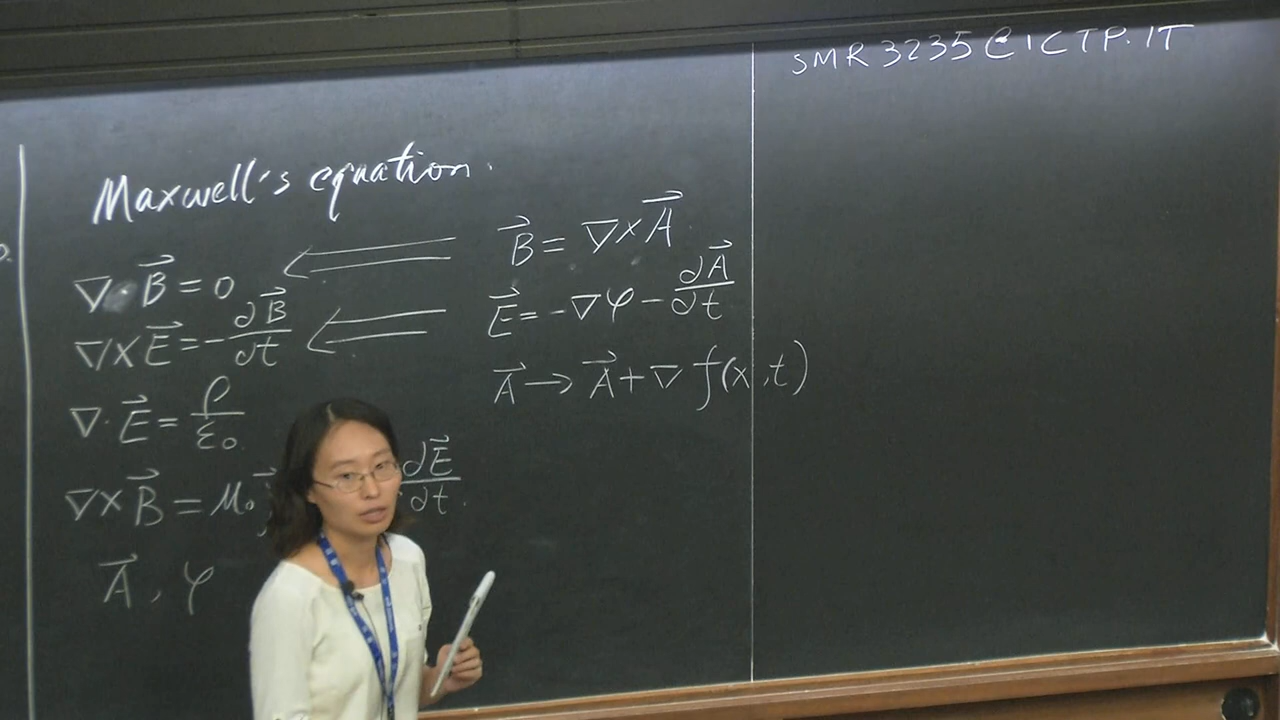 SMR 3235@ICTP.IT
Maxwell's equation.
∇·B⃗ = 0
∇×E⃗ = -∂B⃗/∂t
∇·E⃗ = ρ/ε₀
∇×B⃗ = μ₀ ∂E⃗/∂t.
A⃗, φ
B⃗ = ∇×A⃗
E⃗ = -∇φ - ∂A⃗/∂t
A⃗ → A⃗ + ∇f(x,t)